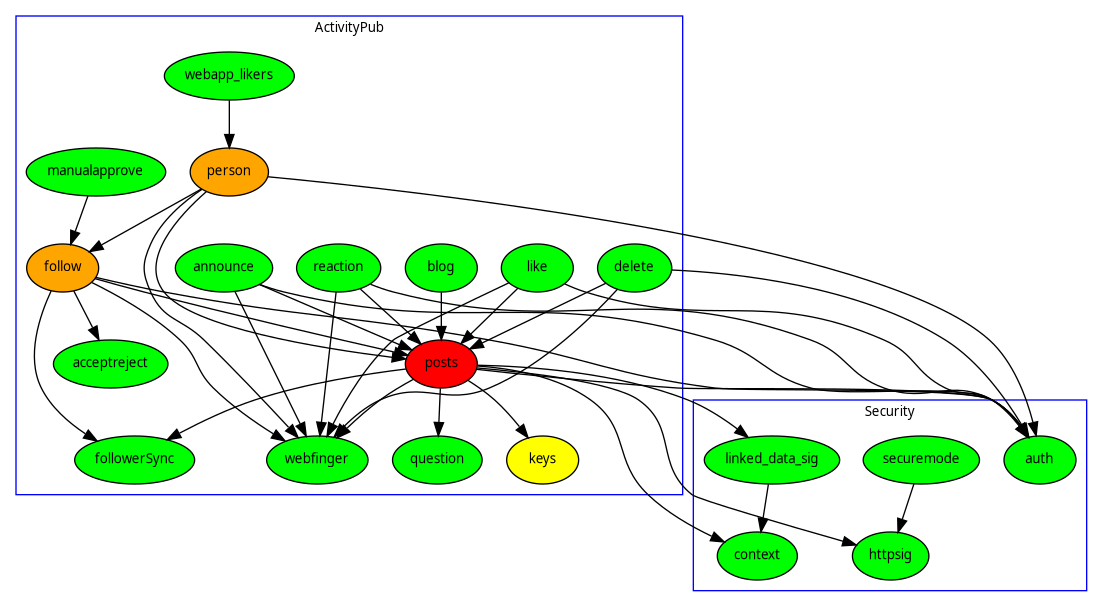 ActivityPub
webapp_likers
manualapprove
person
follow
announce
reaction
blog
like
delete
acceptreject
posts
Security
followerSync
webfinger
question
keys
linked_data_sig
securemode
auth
context
httpsig